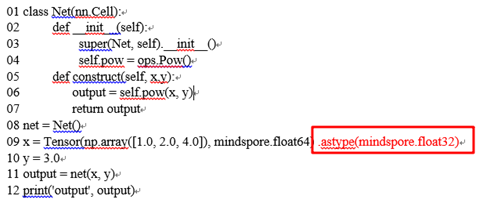 01 class Net(nn.Cell):
02 def __init__(self):
03 super(Net, self).__init__()
04 self.pow = ops.Pow()
05 def construct(self, x,y):
06 output = self.pow(x, y)
07 return output
08 net = Net()
09 x = Tensor(np.array([1.0, 2.0, 4.0]), mindspore.float64) .astype(mindspore.float32)
10 y = 3.0
11 output = net(x, y)
12 print('output', output)